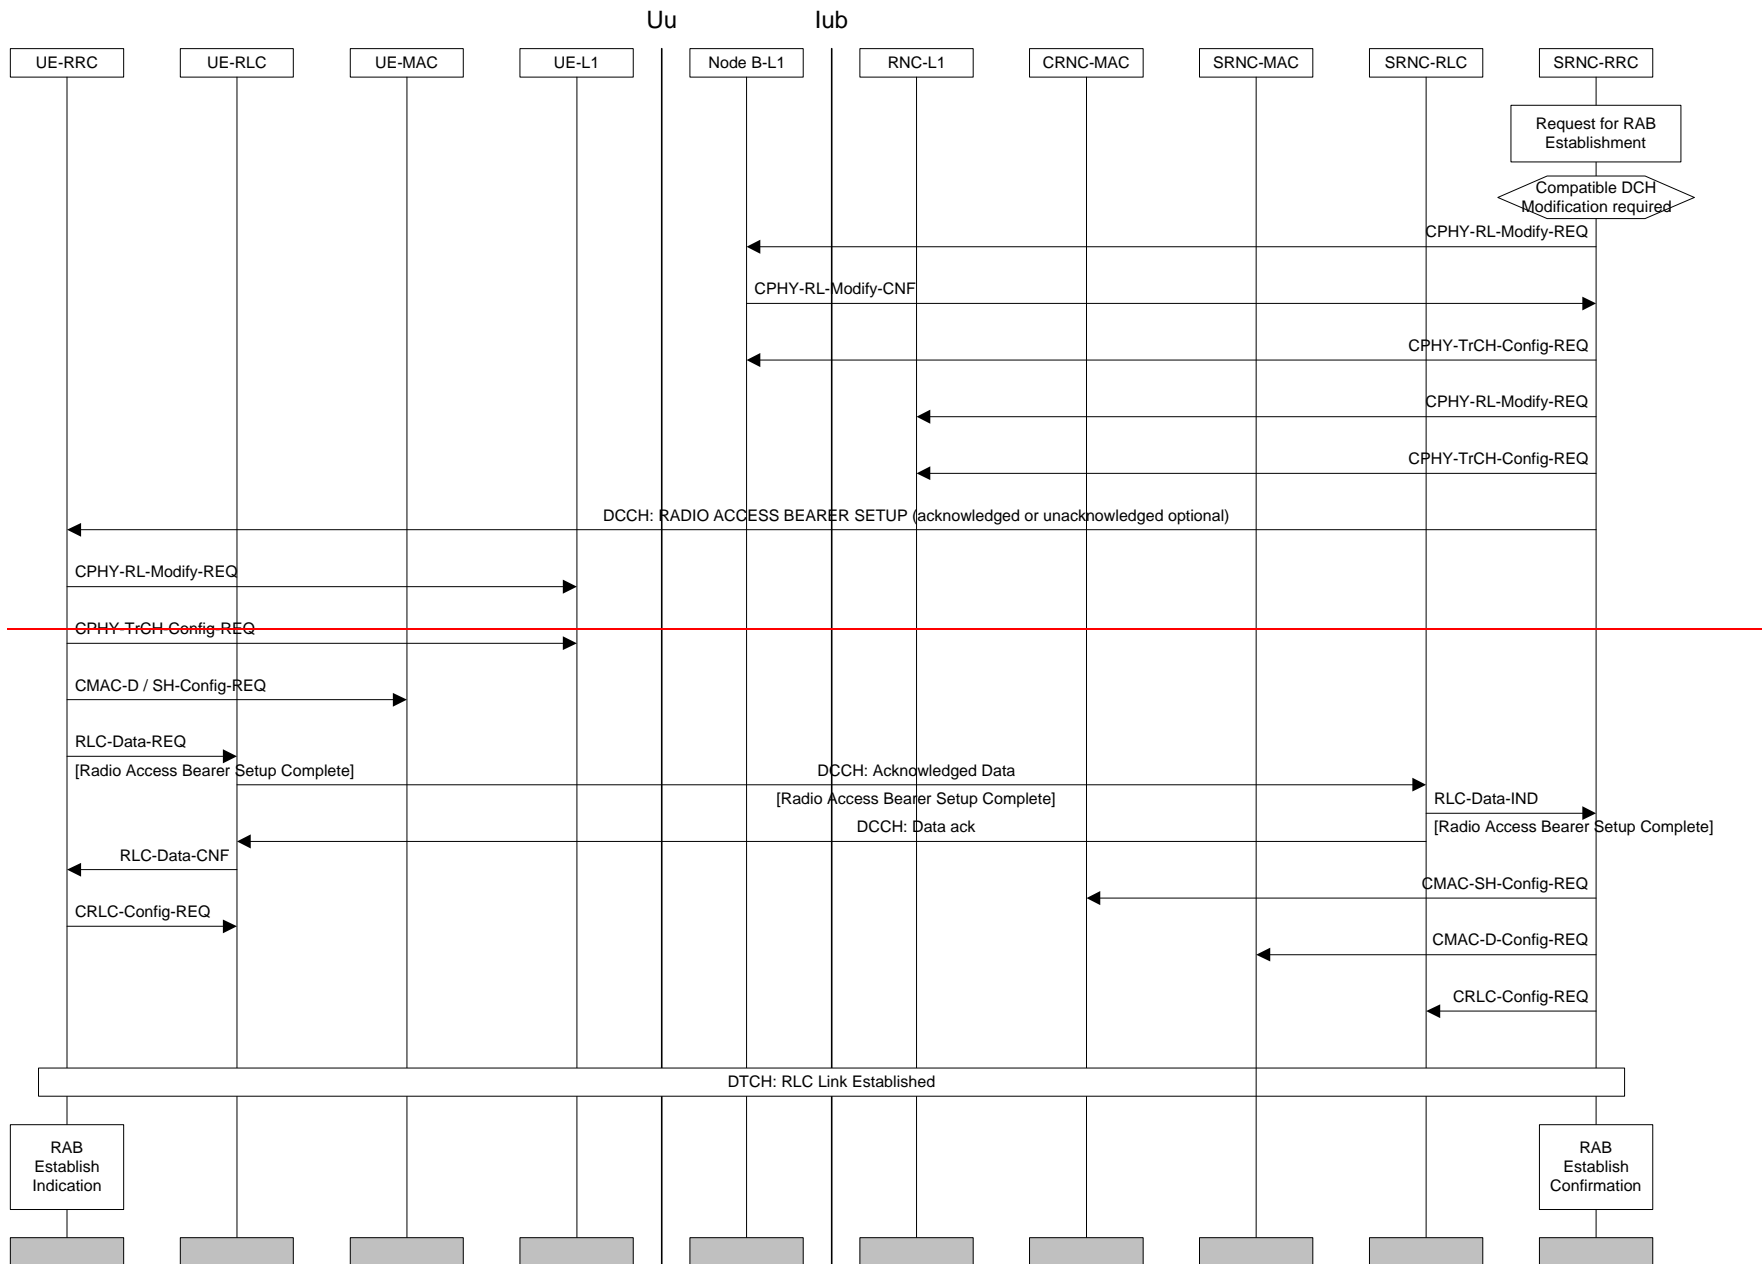 Uu
Iub
UE-RRC
UE-RLC
UE-MAC
UE-L1
Node B-L1
RNC-L1
CRNC-MAC
SRNC-MAC
SRNC-RLC
SRNC-RRC
Request for RAB
Establishment
Compatible DCH
Modification required
CPHY-RL-Modify-REQ
CPHY-RL-Modify-CNF
CPHY-TrCH-Config-REQ
CPHY-RL-Modify-REQ
CPHY-TrCH-Config-REQ
DCCH: RADIO ACCESS BEARER SETUP (acknowledged or unacknowledged optional)
CPHY-RL-Modify-REQ
CPHY-TrCH-Config-REQ
CMAC-D / SH-Config-REQ
RLC-Data-REQ
[Radio Access Bearer Setup Complete]
DCCH: Acknowledged Data
[Radio Access Bearer Setup Complete]
RLC-Data-IND
[Radio Access Bearer Setup Complete]
DCCH: Data ack
RLC-Data-CNF
CMAC-SH-Config-REQ
CRLC-Config-REQ
CMAC-D-Config-REQ
CRLC-Config-REQ
DTCH: RLC Link Established
RAB
Establish
Indication
RAB
Establish
Confirmation